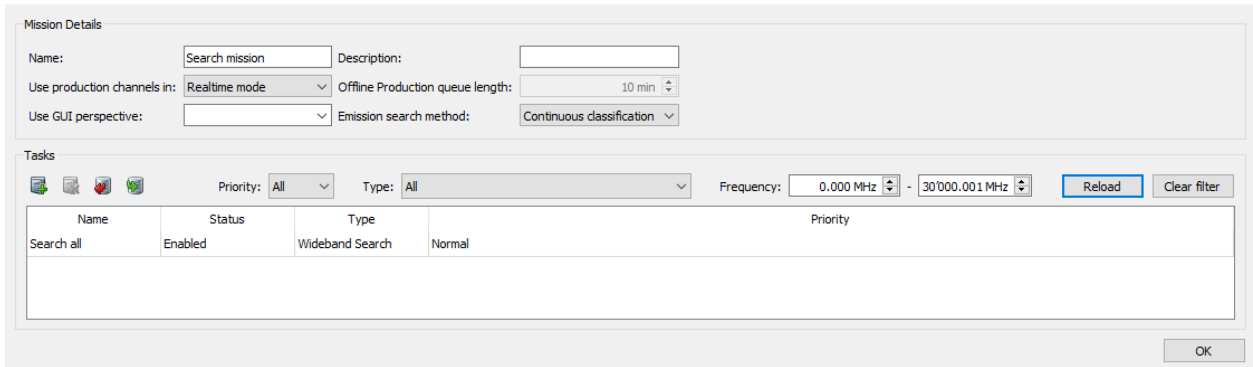 Mission Details
Name: Search mission Description:
Use production channels in: Realtime mode Offline Production queue length: 10 min
Use GUI perspective: Emission search method: Continuous classification
Tasks
Priority: All Type: All Frequency: 0.000 MHz - 30'000.001 MHz Reload Clear filter
Name Status Type Priority
Search all Enabled Wideband Search Normal
OK